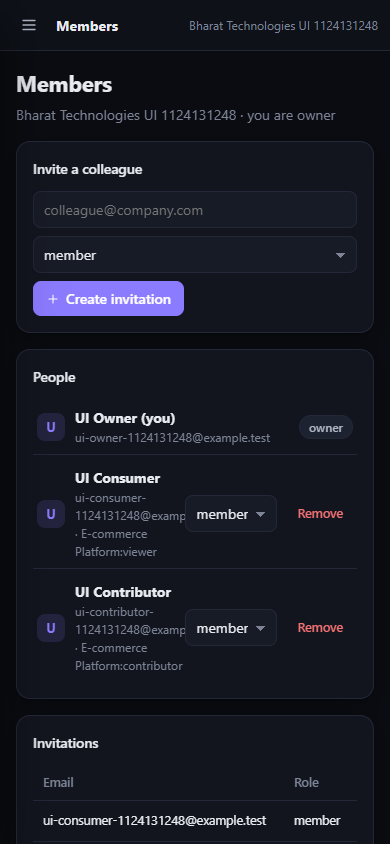 Members
Bharat Technologies UI 1124131248
Members
Bharat Technologies UI 1124131248 · you are owner
Invite a colleague
colleague@company.com
member
+ Create invitation
People
U
UI Owner (you)
ui-owner-1124131248@example.test
owner
U
UI Consumer
ui-consumer-
1124131248@examp
· E-commerce
Platform:viewer
member
Remove
U
UI Contributor
ui-contributor-
1124131248@examp
· E-commerce
Platform:contributor
member
Remove
Invitations
Email Role
ui-consumer-1124131248@example.test member